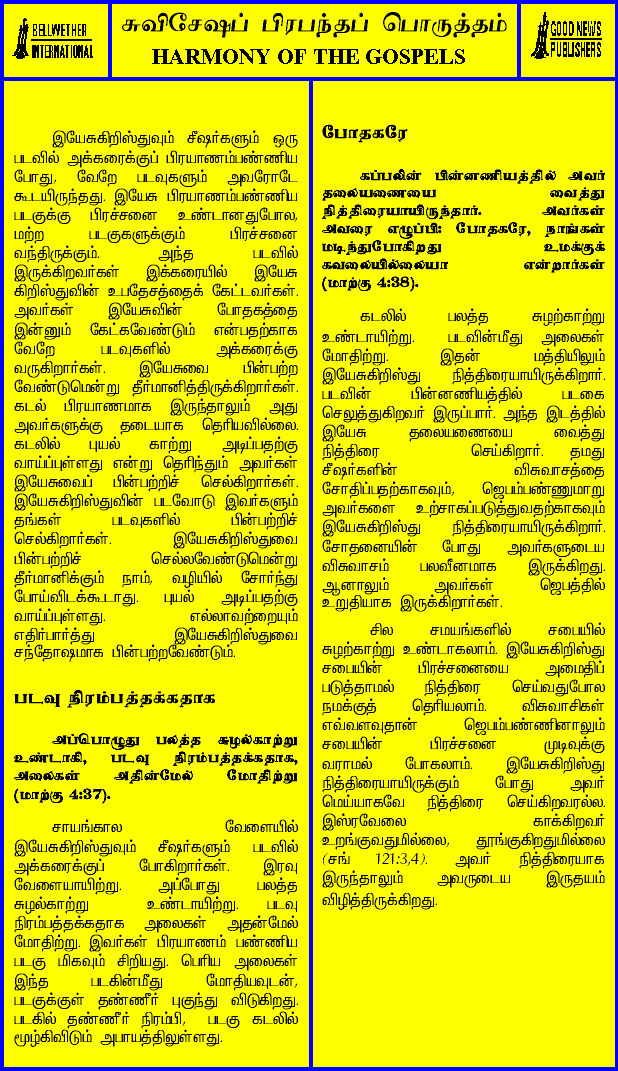 BELLWETHER
INTERNATIONAL
சுவிசேஷப் பிரபந்தப் பொருத்தம்
HARMONY OF THE GOSPELS
GOOD NEWS
PUBLISHERS
இயேசுகிறிஸ்துவும் சீஷர்களும் ஒரு
படவில் அக்கரைக்குப் பிரயாணம்பண்ணிய
போது, வேறே படவுகளும் அவரோடே
கூடயிருந்தது. இயேசு பிரயாணம்பண்ணிய
படகுக்கு பிரச்சனை உண்டானதுபோல,
மற்ற படகுகளுக்கும் பிரச்சனை
வந்திருக்கும். அந்த படவில்
இருக்கிறவர்கள் இக்கரையில் இயேசு
கிறிஸ்துவின் உபதேசத்தைக் கேட்டவர்கள்.
அவர்கள் இயேசுவின் போதகத்தை
இன்னும் கேட்கவேண்டும் என்பதற்காக
வேறே படவுகளில் அக்கரைக்கு
வருகிறார்கள். இயேசுவை பின்பற்ற
வேண்டுமென்று தீர்மானித்திருக்கிறார்கள்.
கடல் பிரயாணமாக இருந்தாலும் அது
அவர்களுக்கு தடையாக தெரியவில்லை.
கடலில் புயல் காற்று அடிப்பதற்கு
வாய்ப்புள்ளது என்று தெரிந்தும் அவர்கள்
இயேசுவைப் பின்பற்றிச் செல்கிறார்கள்.
இயேசுகிறிஸ்துவின் படவோடு இவர்களும்
தங்கள் படவுகளில் பின்பற்றிச்
செல்கிறார்கள். இயேசுகிறிஸ்துவை
பின்பற்றிச் செல்லவேண்டுமென்று
தீர்மானிக்கும் நாம், வழியில் சோர்ந்து
போய்விடக்கூடாது. புயல் அடிப்பதற்கு
வாய்ப்புள்ளது. எல்லாவற்றையும்
எதிர்பார்த்து இயேசுகிறிஸ்துவை
சந்தோஷமாக பின்பற்றவேண்டும்.
படவு நிரம்பத்தக்கதாக
அப்பொழுது பலத்த சுழல்காற்று
உண்டாகி, படவு நிரம்பத்தக்கதாக,
அலைகள் அதின்மேல் மோதிற்று
(மாற்கு 4:37).
சாயங்கால வேளையில்
இயேசுகிறிஸ்துவும் சீஷர்களும் படவில்
அக்கரைக்குப் போகிறார்கள். இரவு
வேளையாயிற்று. அப்போது பலத்த
சுழல்காற்று உண்டாயிற்று. படவு
நிரம்பத்தக்கதாக அலைகள் அதன்மேல்
மோதிற்று. இவர்கள் பிரயாணம் பண்ணிய
படகு மிகவும் சிறியது. பெரிய அலைகள்
இந்த படகின்மீது மோதியவுடன்,
படகுக்குள் தண்ணீர் புகுந்து விடுகிறது.
படகில் தண்ணீர் நிரம்பி, படகு கடலில்
மூழ்கிவிடும் அபாயத்திலுள்ளது.
போதகரே
கப்பலின் பின்னணியத்தில் அவர்
தலையணையை வைத்து
நித்திரையாயிருந்தார். அவர்கள்
அவரை எழுப்பி: போதகரே, நாங்கள்
மடிந்துபோகிறது உமக்குக்
கவலையில்லையா என்றார்கள்
(மாற்கு 4:38).
கடலில் பலத்த சுழற்காற்று
உண்டாயிற்று. படவின்மீது அலைகள்
மோதிற்று. இதன் மத்தியிலும்
இயேசுகிறிஸ்து நித்திரையாயிருக்கிறார்.
படவின் பின்னணியத்தில் படகை
செலுத்துகிறவர் இருப்பார். அந்த இடத்தில்
இயேசு தலையணையை வைத்து
நித்திரை செய்கிறார். தமது
சீஷர்களின் விசுவாசத்தை
சோதிப்பதற்காகவும், ஜெபம்பண்ணுமாறு
அவர்களை உற்சாகப்படுத்துவதற்காகவும்
இயேசுகிறிஸ்து நித்திரையாயிருக்கிறார்.
சோதனையின் போது அவர்களுடைய
விசுவாசம் பலவீனமாக இருக்கிறது.
ஆனாலும் அவர்கள் ஜெபத்தில்
உறுதியாக இருக்கிறார்கள்.
சில சமயங்களில் சபையில்
சுழற்காற்று உண்டாகலாம். இயேசுகிறிஸ்து
சபையின் பிரச்சனையை அமைதிப்
படுத்தாமல் நித்திரை செய்வதுபோல
நமக்குத் தெரியலாம். விசுவாசிகள்
எவ்வளவுதான் ஜெபம்பண்ணினாலும்
சபையின் பிரச்சனை முடிவுக்கு
வராமல் போகலாம். இயேசுகிறிஸ்து
நித்திரையாயிருக்கும் போது அவர்
மெய்யாகவே நித்திரை செய்கிறவரல்ல.
இஸ்ரவேலை காக்கிறவர்
உறங்குவதுமில்லை, தூங்குகிறதுமில்லை
(சங் 121:3,4). அவர் நித்திரையாக
இருந்தாலும் அவருடைய இருதயம்
விழித்திருக்கிறது.